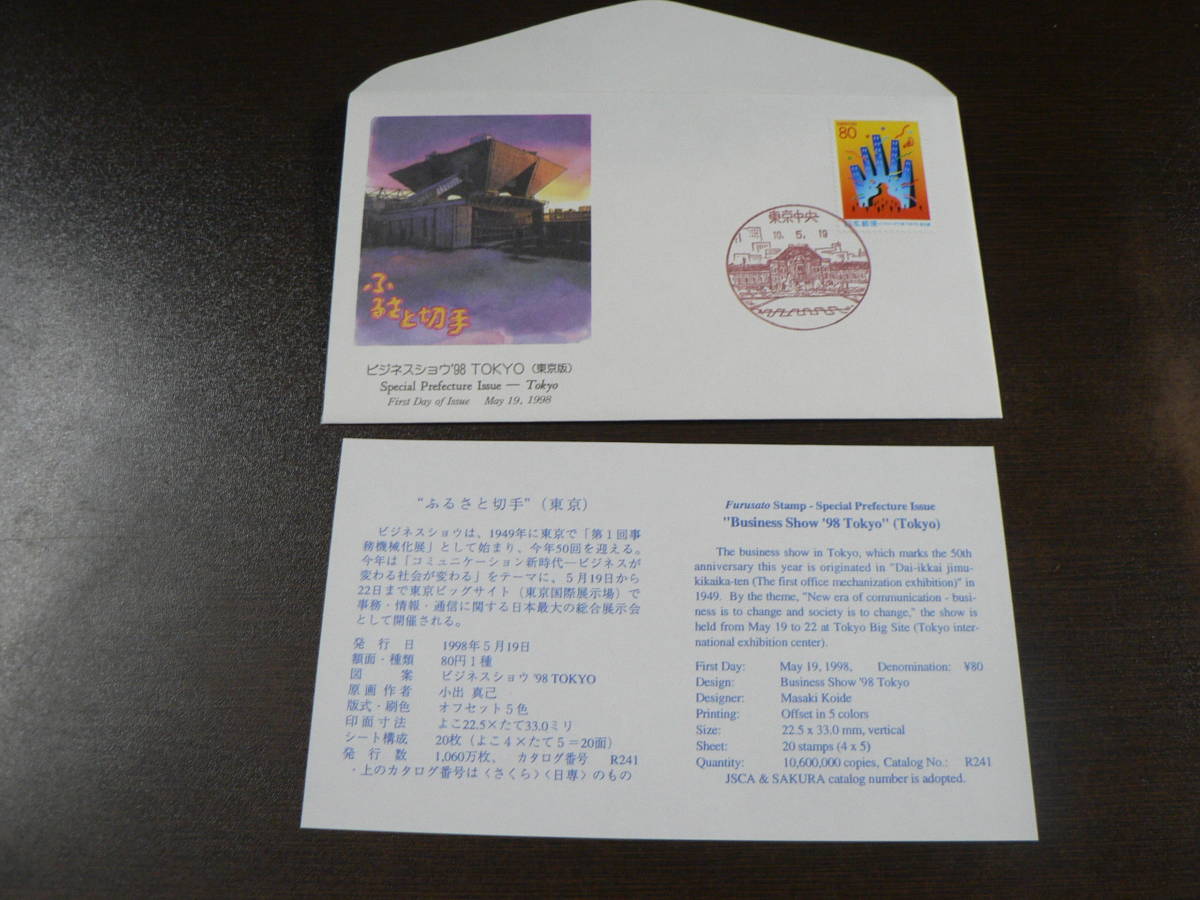 80
東京中央
10. 5. 19
ふ
るさと切手
ビジネスショウ'98 TOKYO（東京版）
Special Prefecture Issue — Tokyo
First Day of Issue May 19, 1998
"ふるさと切手"（東京）
ビジネスショウは、1949年に東京で「第１回事
務機械化展」として始まり、今年50回を迎える。
今年は「コミュニケーション新時代―ビジネスが
変わる社会が変わる」をテーマに、５月19日から
22日まで東京ビッグサイト（東京国際展示場）で
事務・情報・通信に関する日本最大の総合展示会
として開催される。
発行日 1998年５月19日
額面・種類 80円１種
図案 ビジネスショウ '98 TOKYO
原画作者 小出 真己
版式・刷色 オフセット５色
印面寸法 よこ22.5×たて33.0ミリ
シート構成 20枚（よこ４×たて５＝20面）
発行数 1,060万枚、 カタログ番号 R241
・上のカタログ番号は〈さくら〉〈日専〉のもの
Furusato Stamp - Special Prefecture Issue
"Business Show '98 Tokyo" (Tokyo)
The business show in Tokyo, which marks the 50th
anniversary this year is originated in "Dai-ikkai jimu-
kikaika-ten (The first office mechanization exhibition)" in
1949. By the theme, "New era of communication - busi-
ness is to change and society is to change," the show is
held from May 19 to 22 at Tokyo Big Site (Tokyo inter-
national exhibition center).
First Day: May 19, 1998, Denomination: ¥80
Design: Business Show '98 Tokyo
Designer: Masaki Koide
Printing: Offset in 5 colors
Size: 22.5 x 33.0 mm, vertical
Sheet: 20 stamps (4 x 5)
Quantity: 10,600,000 copies, Catalog No.: R241
JSCA & SAKURA catalog number is adopted.